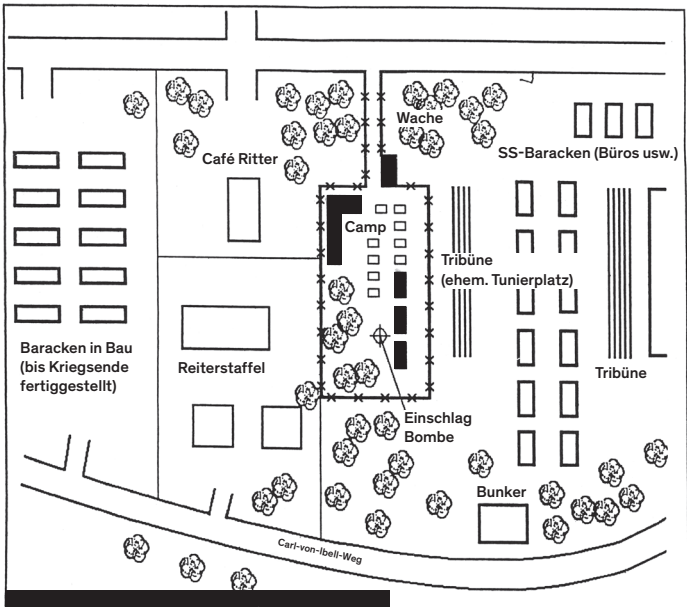 Wache
SS-Baracken (Büros usw.)
Café Ritter
Camp
Tribüne
(ehem. Tunierplatz)
Baracken in Bau
(bis Kriegsende
fertiggestellt)
Reiterstaffel
Tribüne
Einschlag
Bombe
Bunker
Carl-von-Ibell-Weg